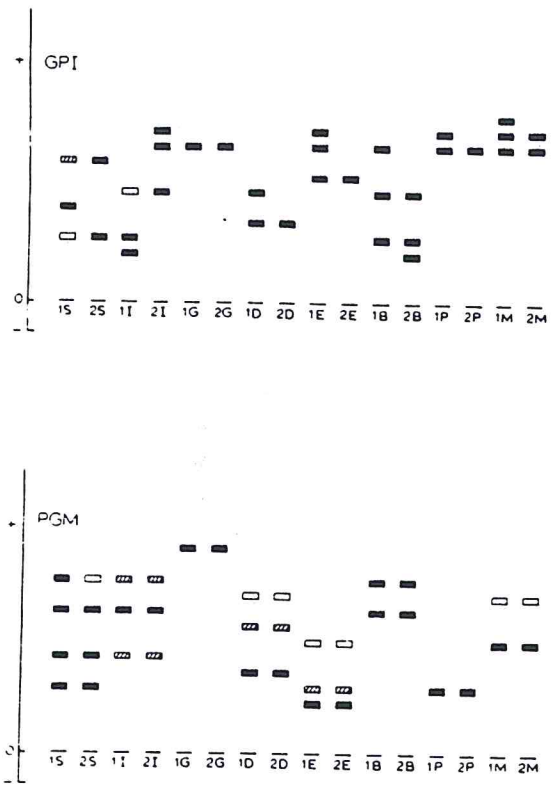 + GPI
0
1S 2S 1I 2I 1G 2G 1D 2D 1E 2E 1B 2B 1P 2P 1M 2M
-
+ PGM
0
1S 2S 1I 2I 1G 2G 1D 2D 1E 2E 1B 2B 1P 2P 1M 2M
-